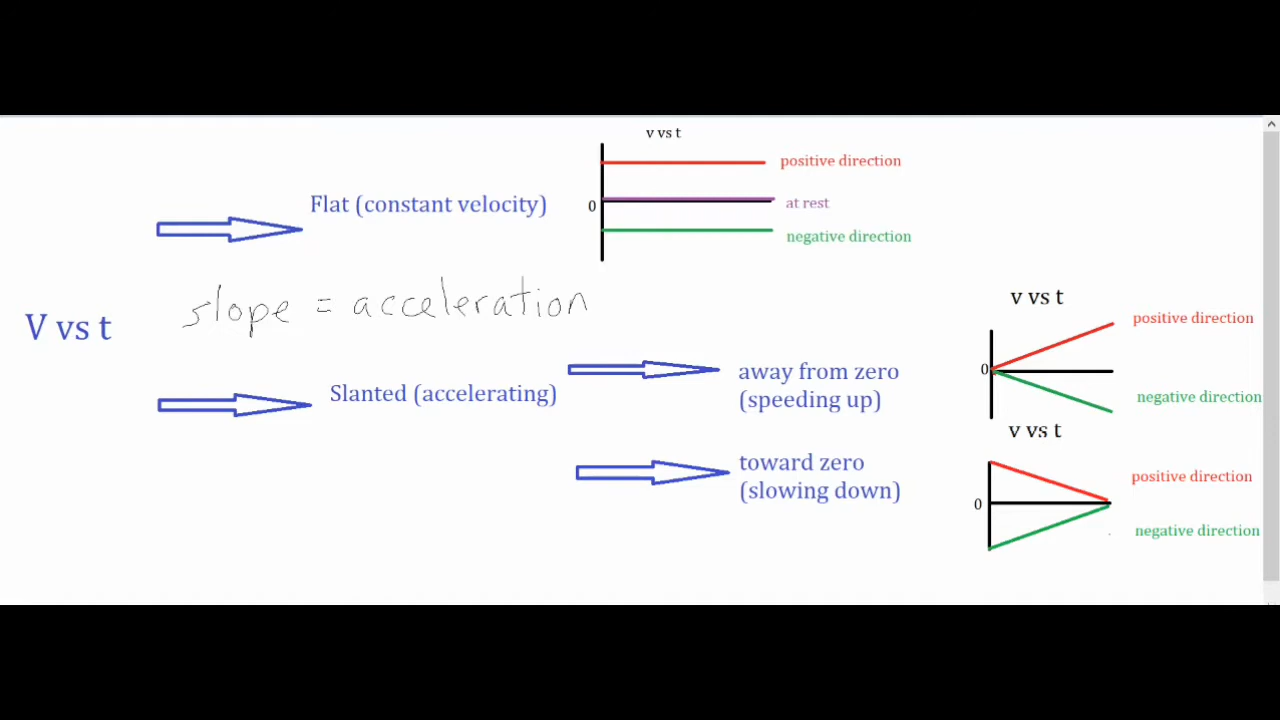 v vs t
positive direction
Flat (constant velocity)
0
at rest
negative direction
slope = acceleration
V vs t
v vs t
positive direction
0
away from zero
(speeding up)
Slanted (accelerating)
negative direction
v vs t
toward zero
(slowing down)
positive direction
0
negative direction